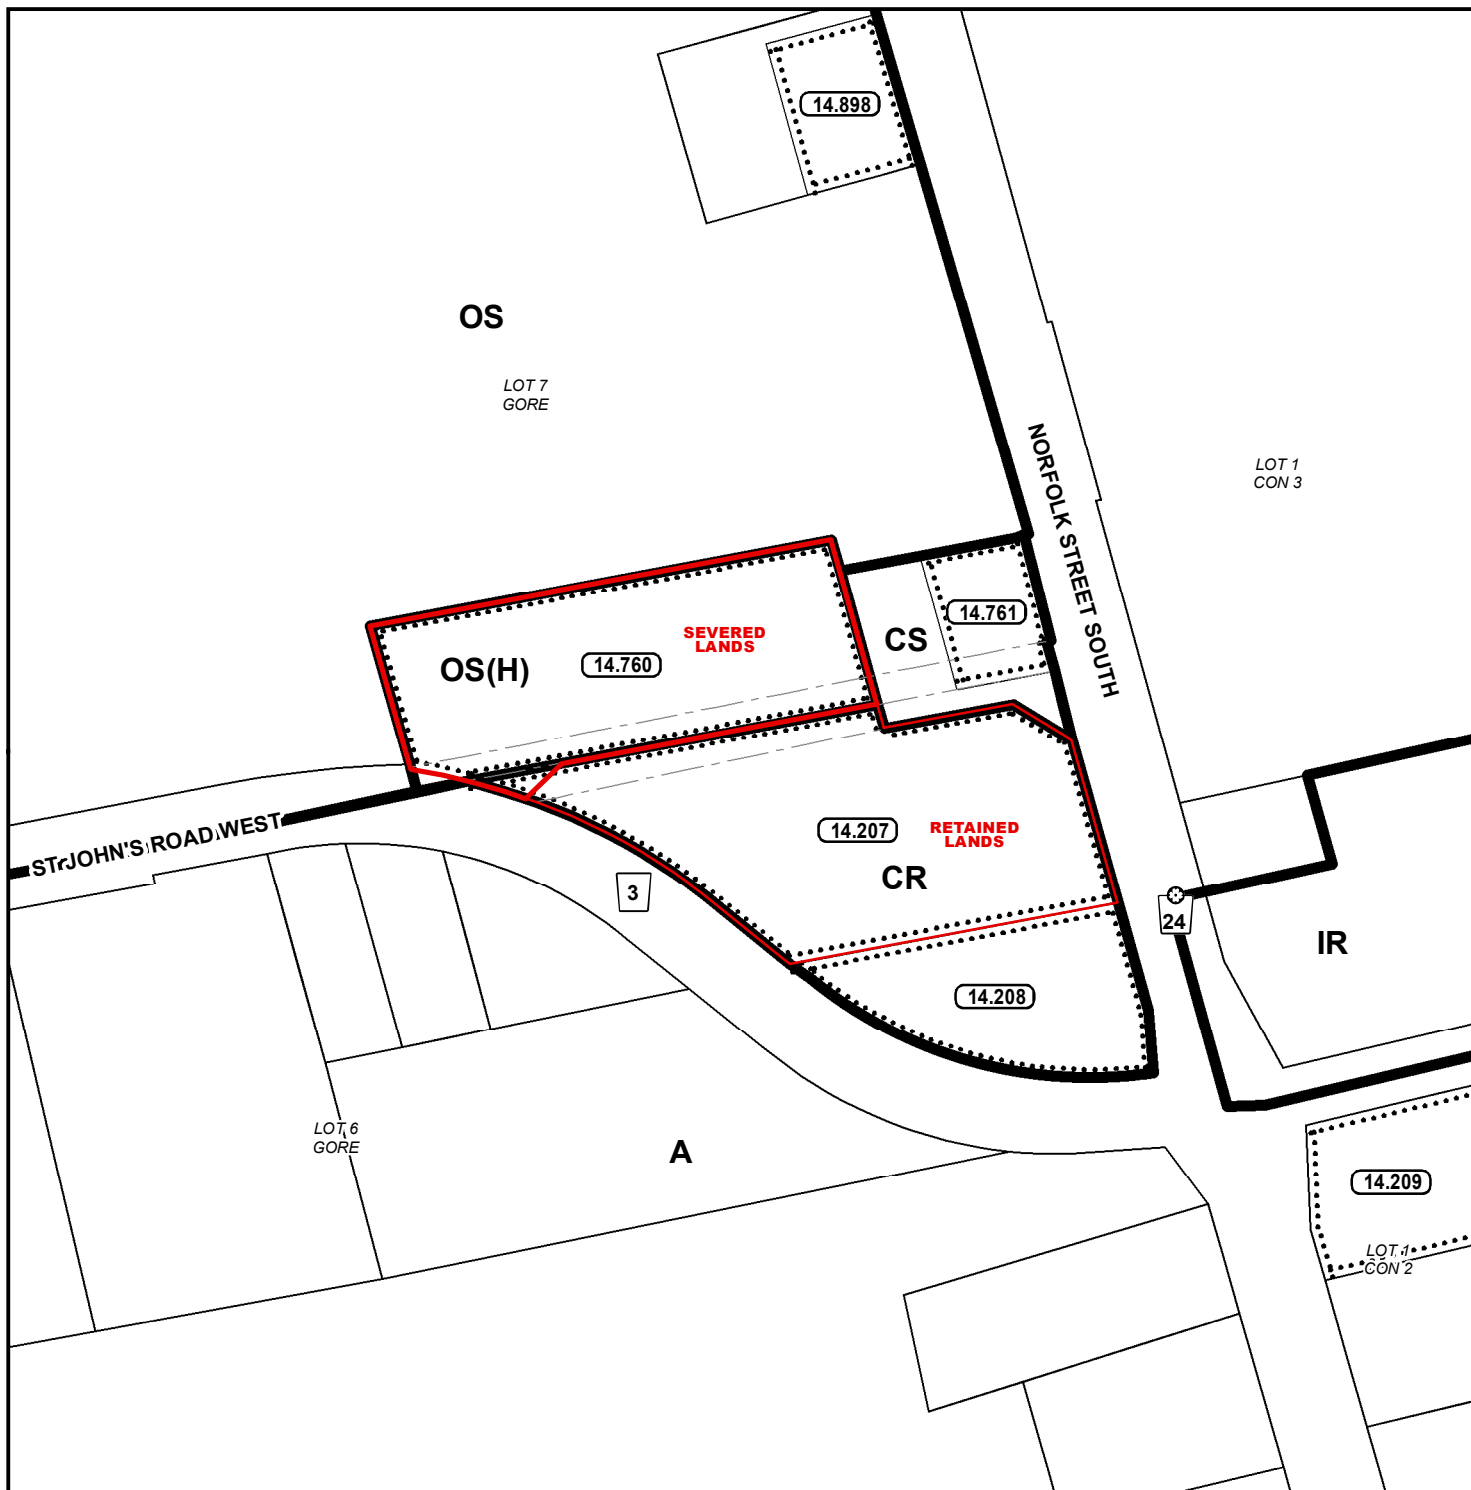 14.898
OS
LOT 7
GORE
NORFOLK STREET SOUTH
LOT 1
CON 3
14.761
CS
SEVERED
LANDS
OS(H)
14.760
ST. JOHN'S ROAD WEST
14.207
RETAINED
LANDS
CR
3
24
IR
14.208
LOT 6
GORE
A
14.209
LOT 1
CON 2